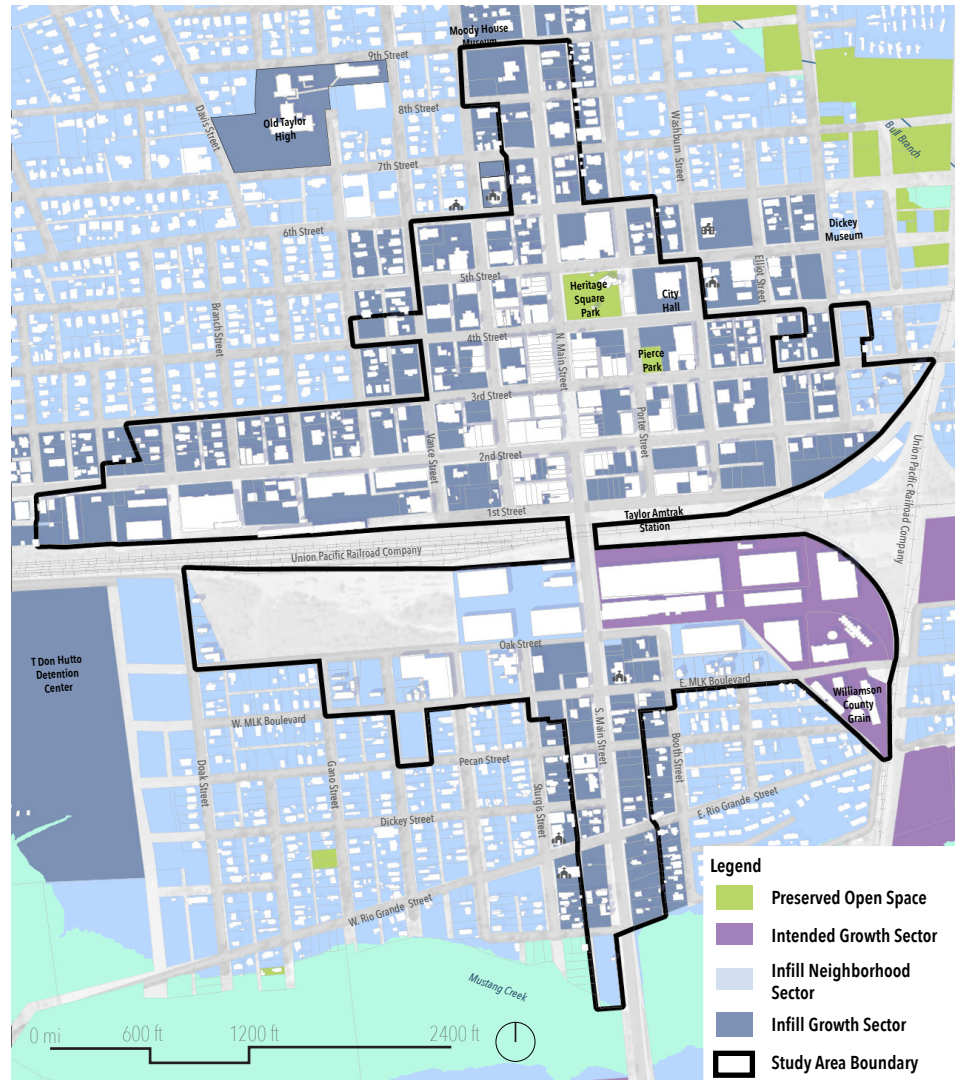 Moody House
Museum
9th Street
8th Street
Davis Street
Old Taylor
High
Washburn Street
Bull Branch
7th Street
6th Street
Dickey
Museum
5th Street
Elliot Street
Heritage
Square
Park
City
Hall
Branch Street
4th Street
N. Main Street
Pierce
Park
3rd Street
Vance Street
Porter Street
2nd Street
Union Pacific Railroad Company
1st Street
Taylor Amtrak
Station
Union Pacific Railroad Company
Oak Street
T Don Hutto
Detention
Center
E. MLK Boulevard
Williamson
County
Grain
W. MLK Boulevard
S. Main Street
Pecan Street
Booth Street
Doak Street
Gano Street
Sturgis Street
Dickey Street
E. Rio Grande Street
W. Rio Grande Street
Mustang Creek
Legend
Preserved Open Space
Intended Growth Sector
Infill Neighborhood
Sector
Infill Growth Sector
Study Area Boundary
0 mi
600 ft
1200 ft
2400 ft